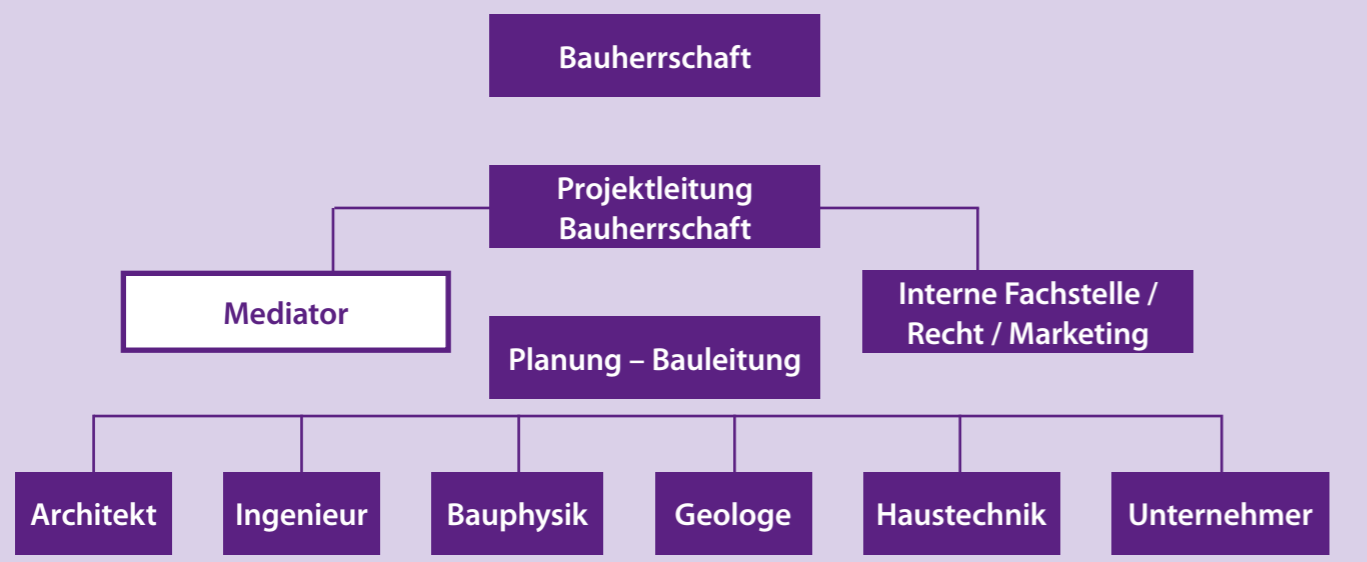 Bauherrschaft
Projektleitung
Bauherrschaft
Mediator
Interne Fachstelle /
Recht / Marketing
Planung – Bauleitung
Architekt
Ingenieur
Bauphysik
Geologe
Haustechnik
Unternehmer